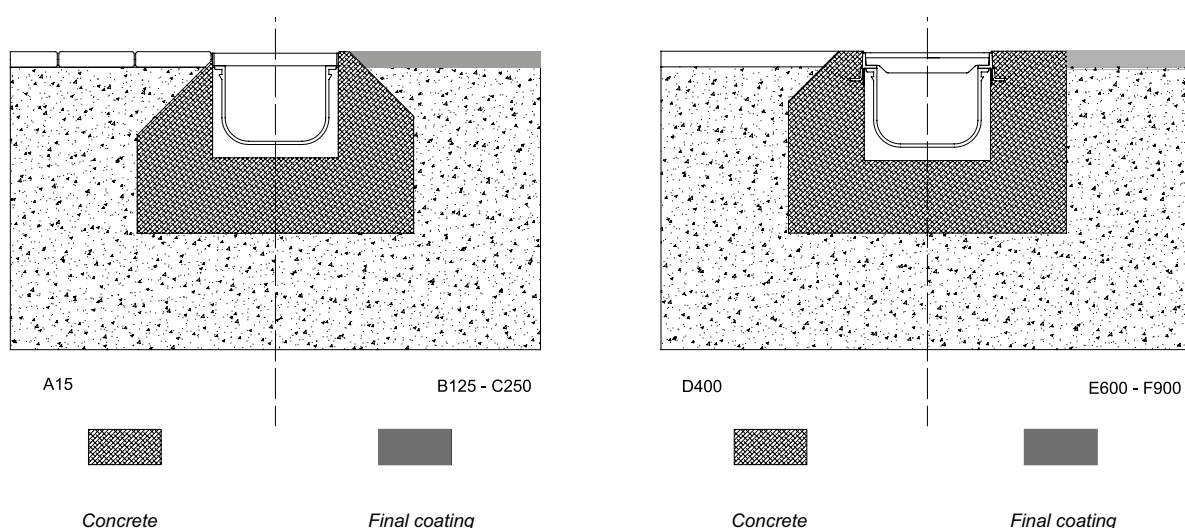 A15
B125 - C250
D400
E600 - F900
Concrete
Final coating
Concrete
Final coating